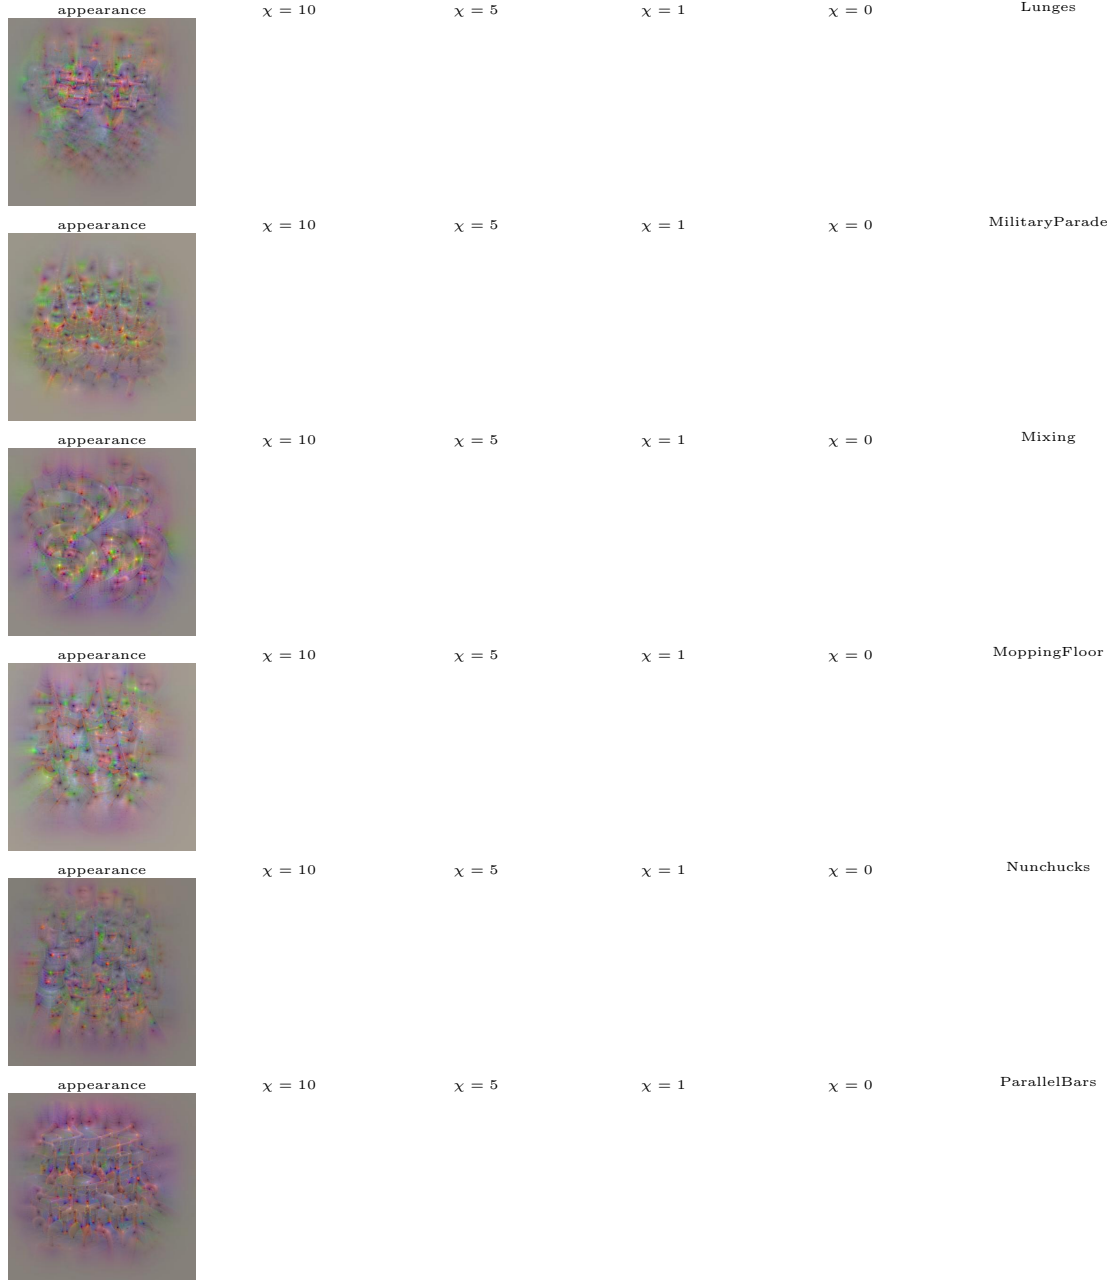 appearance χ = 10 χ = 5 χ = 1 χ = 0 Lunges
appearance χ = 10 χ = 5 χ = 1 χ = 0 MilitaryParade
appearance χ = 10 χ = 5 χ = 1 χ = 0 Mixing
appearance χ = 10 χ = 5 χ = 1 χ = 0 MoppingFloor
appearance χ = 10 χ = 5 χ = 1 χ = 0 Nunchucks
appearance χ = 10 χ = 5 χ = 1 χ = 0 ParallelBars